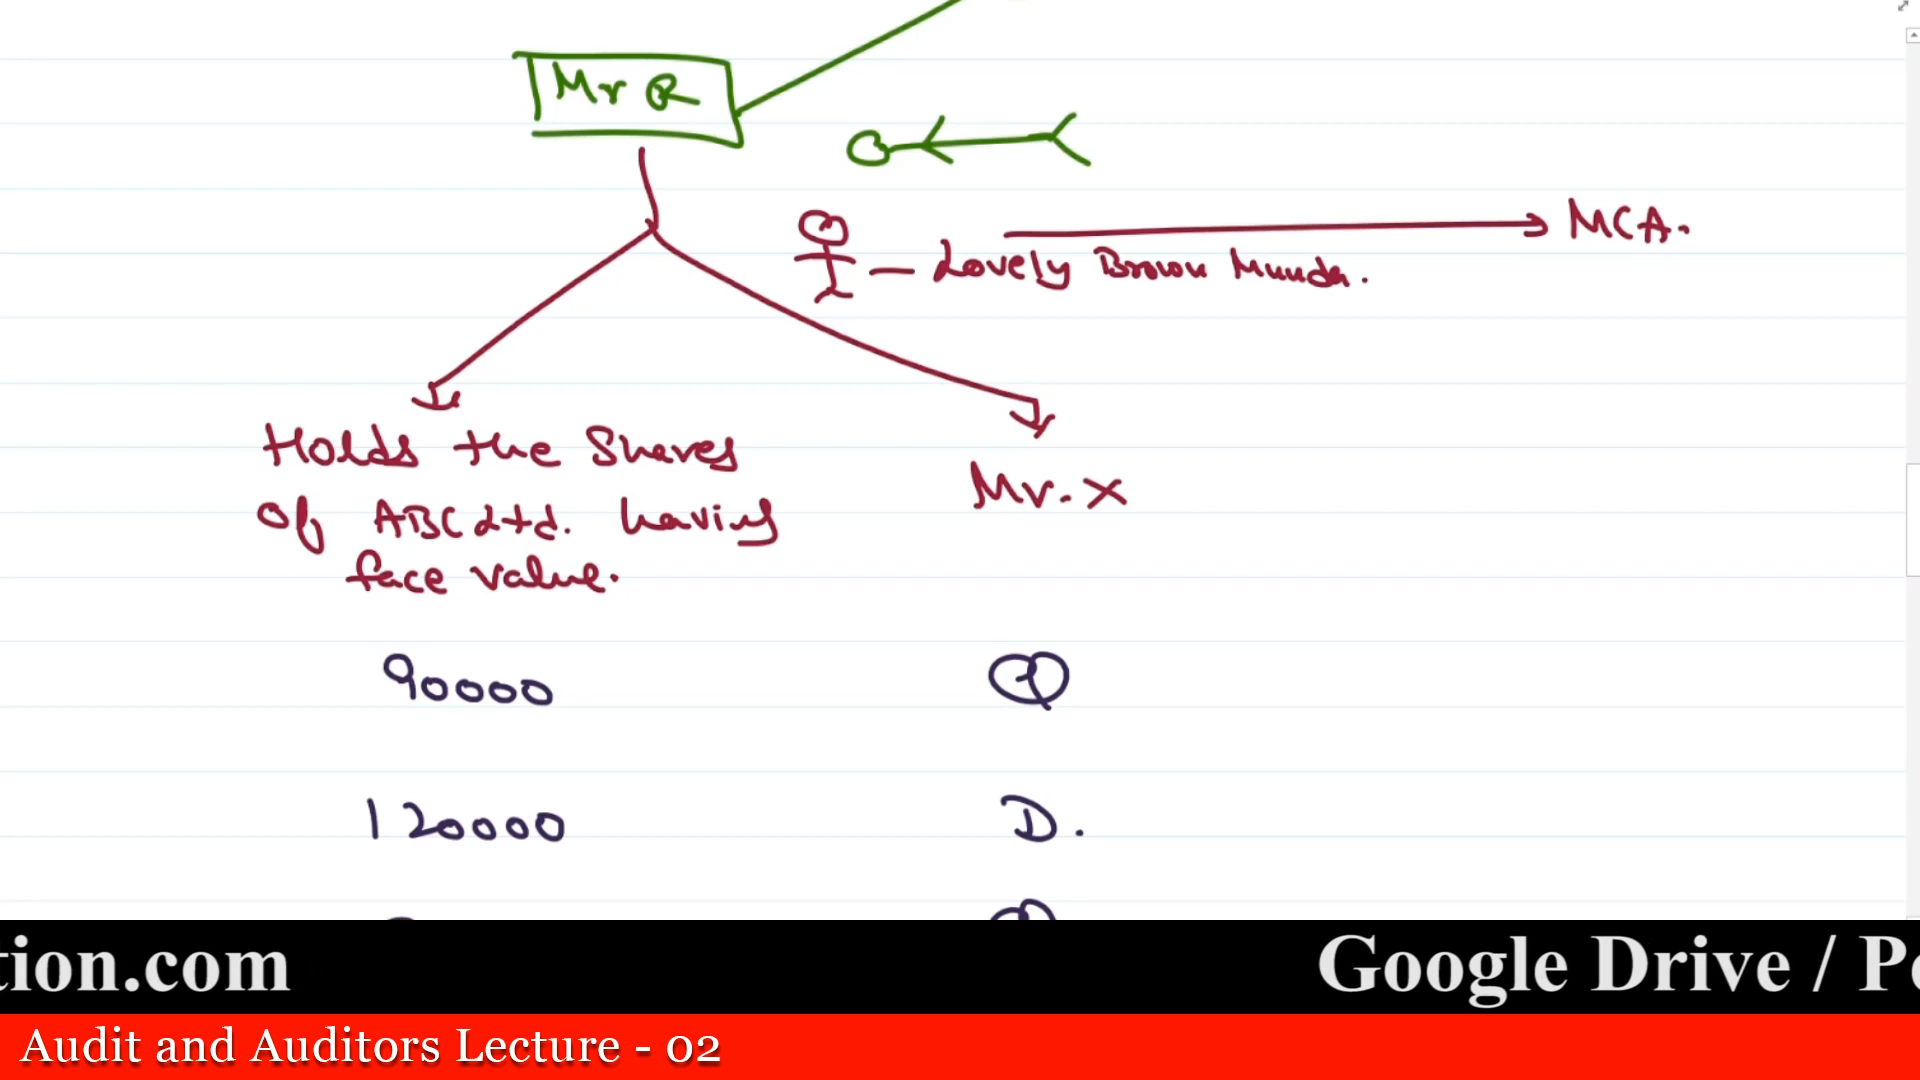 Mr R
MCA.
— Lovely Brown Munda.
Holds the Shares
of ABC Ltd. having
face value.
Mr. X
90000
Q
120000
D.
tion.com
Google Drive / Pe
Audit and Auditors Lecture - 02